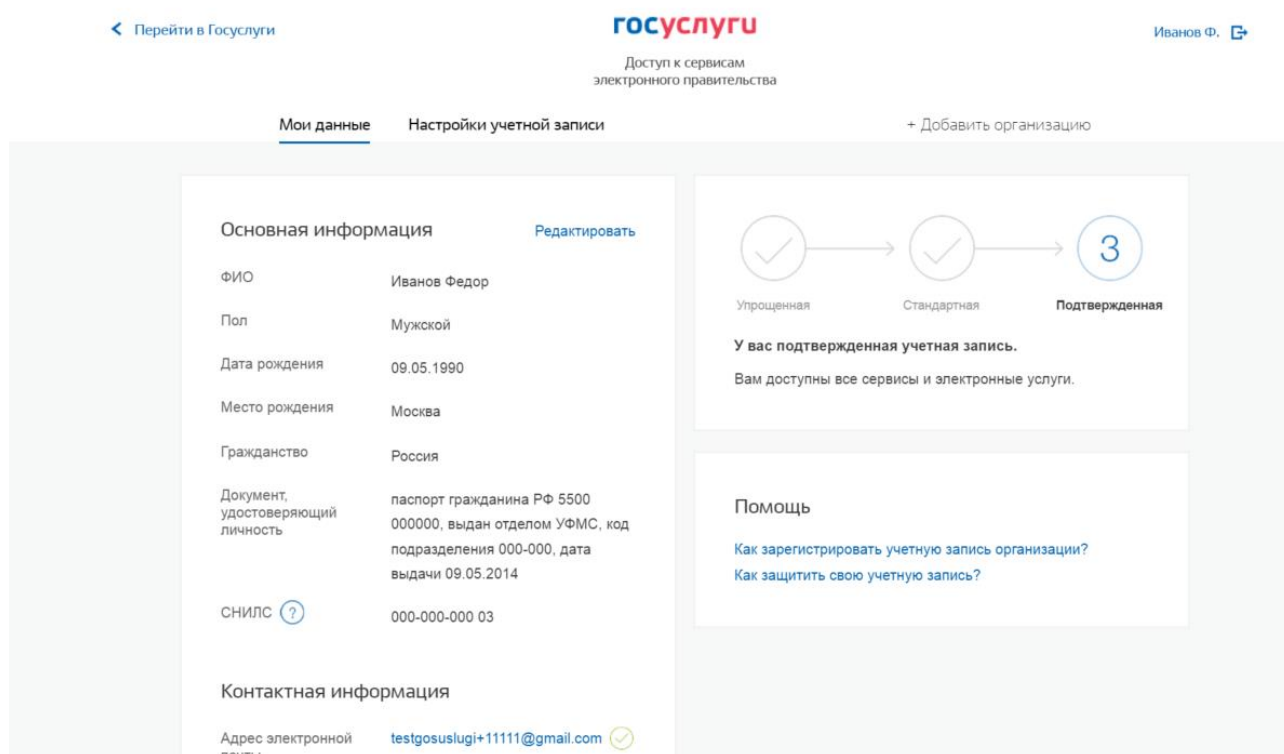 Перейти в Госуслуги
госуслуги
Иванов Ф.
Доступ к сервисам
электронного правительства
Мои данные
Настройки учетной записи
+ Добавить организацию
Основная информация
Редактировать
ФИО
Иванов Федор
Пол
Мужской
Дата рождения
09.05.1990
Место рождения
Москва
Гражданство
Россия
Документ,
удостоверяющий
личность
паспорт гражданина РФ 5500
000000, выдан отделом УФМС, код
подразделения 000-000, дата
выдачи 09.05.2014
СНИЛС ?
000-000-000 03
Контактная информация
Адрес электронной
почты
testgosuslugi+11111@gmail.com
3
Упрощенная
Стандартная
Подтвержденная
У вас подтвержденная учетная запись.
Вам доступны все сервисы и электронные услуги.
Помощь
Как зарегистрировать учетную запись организации?
Как защитить свою учетную запись?